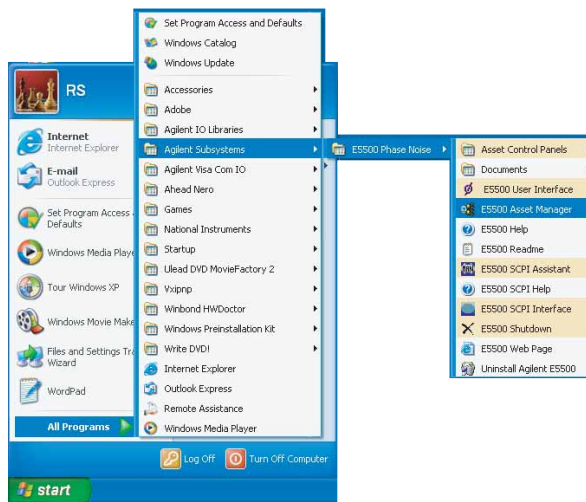 RS
Internet
Internet Explorer
E-mail
Outlook Express
Set Program Access
Defaults
Windows Media Playe
Tour Windows XP
Windows Movie Make
Files and Settings Tra
Wizard
WordPad
All Programs
Log Off
Turn Off Computer
start
Set Program Access and Defaults
Windows Catalog
Windows Update
Accessories
Adobe
Agilent IO Libraries
Agilent Subsystems
Agilent Visa Com IO
Ahead Nero
Games
National Instruments
Startup
Ulead DVD MovieFactory 2
Vxipnp
Winbond HWDoctor
Windows Preinstallation Kit
Write DVD!
Internet Explorer
Outlook Express
Remote Assistance
Windows Media Player
E5500 Phase Noise
Asset Control Panels
Documents
E5500 User Interface
E5500 Asset Manager
E5500 Help
E5500 Readme
E5500 SCPI Assistant
E5500 SCPI Help
E5500 SCPI Interface
E5500 Shutdown
E5500 Web Page
Uninstall Agilent E5500